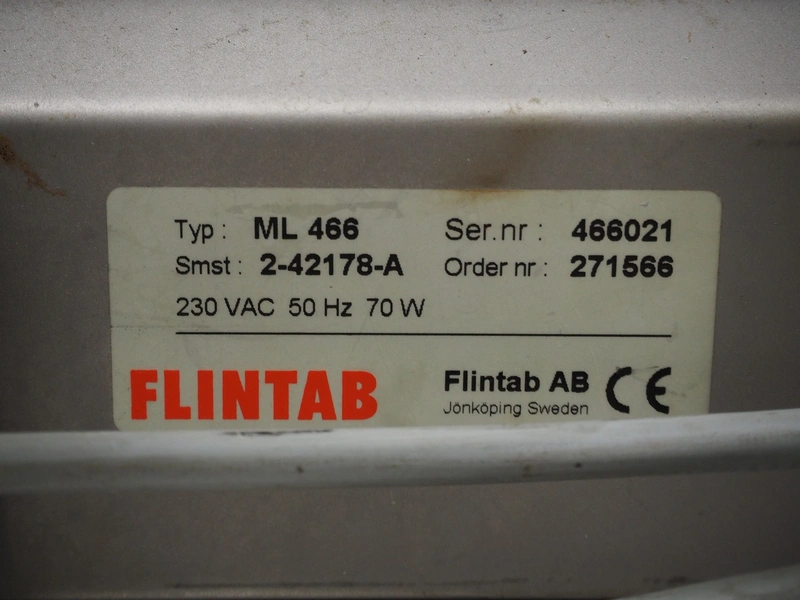 Typ : ML 466 Ser.nr : 466021
Smst : 2-42178-A Order nr : 271566
230 VAC 50 Hz 70 W
FLINTAB Flintab AB CE
Jönköping Sweden